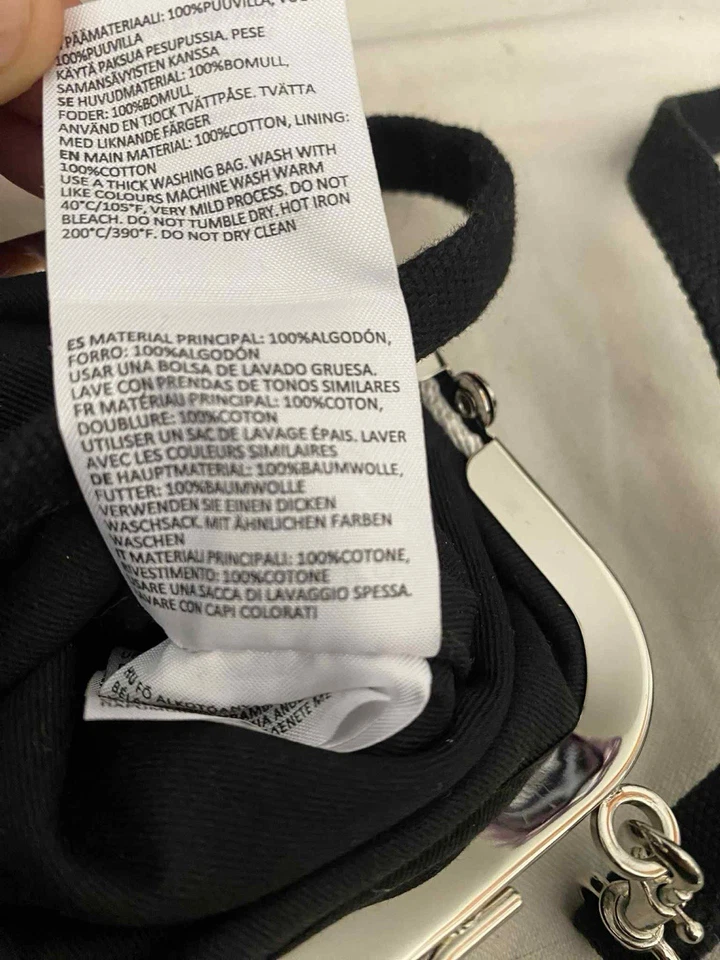 PÄÄMATERIAALI: 100%PUUVILLA,
100%PUUVILLA
KÄYTÄ PAKSUA PESUPUSSIA. PESE
SAMANSÄVYISTEN KANSSA
SE HUVUDMATERIAL: 100%BOMULL,
FODER: 100%BOMULL
ANVÄND EN TJOCK TVÄTTPÅSE. TVÄTTA
MED LIKNANDE FÄRGER
EN MAIN MATERIAL: 100%COTTON, LINING:
100%COTTON
USE A THICK WASHING BAG. WASH WITH
LIKE COLOURS MACHINE WASH WARM
40°C/105°F, VERY MILD PROCESS. DO NOT
BLEACH. DO NOT TUMBLE DRY. HOT IRON
200°C/390°F. DO NOT DRY CLEAN
ES MATERIAL PRINCIPAL: 100%ALGODÓN,
FORRO: 100%ALGODÓN
USAR UNA BOLSA DE LAVADO GRUESA.
LAVE CON PRENDAS DE TONOS SIMILARES
FR MATÉRIAU PRINCIPAL: 100%COTON,
DOUBLURE: 100%COTON
UTILISER UN SAC DE LAVAGE ÉPAIS. LAVER
AVEC LES COULEURS SIMILAIRES
DE HAUPTMATERIAL: 100%BAUMWOLLE,
FUTTER: 100%BAUMWOLLE
VERWENDEN SIE EINEN DICKEN
WASCHSACK. MIT ÄHNLICHEN FARBEN
WASCHEN
IT MATERIALI PRINCIPALI: 100%COTONE,
RIVESTIMENTO: 100%COTONE
USARE UNA SACCA DI LAVAGGIO SPESSA.
LAVARE CON CAPI COLORATI
HU FŐ